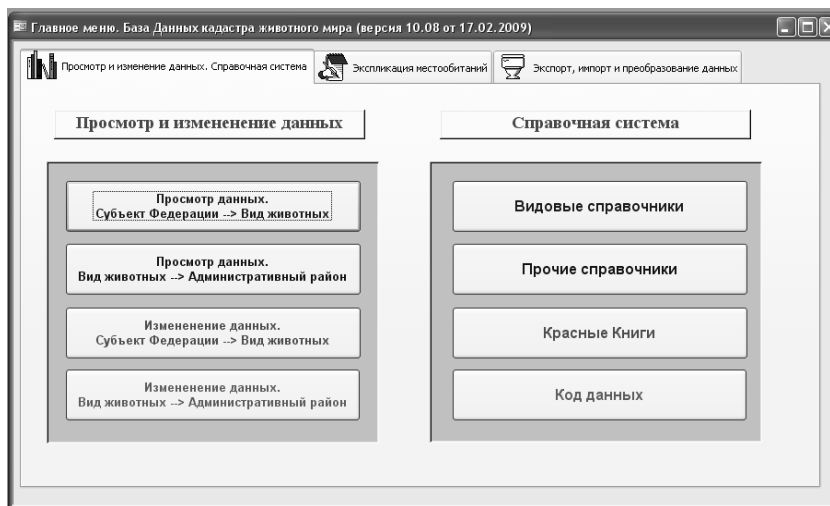 Главное меню. База Данных кадастра животного мира (версия 10.08 от 17.02.2009)
Просмотр и изменение данных. Справочная система
Экспликация местообитаний
Экспорт, импорт и преобразование данных
Просмотр и измененение данных
Справочная система
Просмотр данных.
Субъект Федерации --> Вид животных
Просмотр данных.
Вид животных --> Административный район
Измененение данных.
Субъект Федерации --> Вид животных
Измененение данных.
Вид животных --> Административный район
Видовые справочники
Прочие справочники
Красные Книги
Код данных